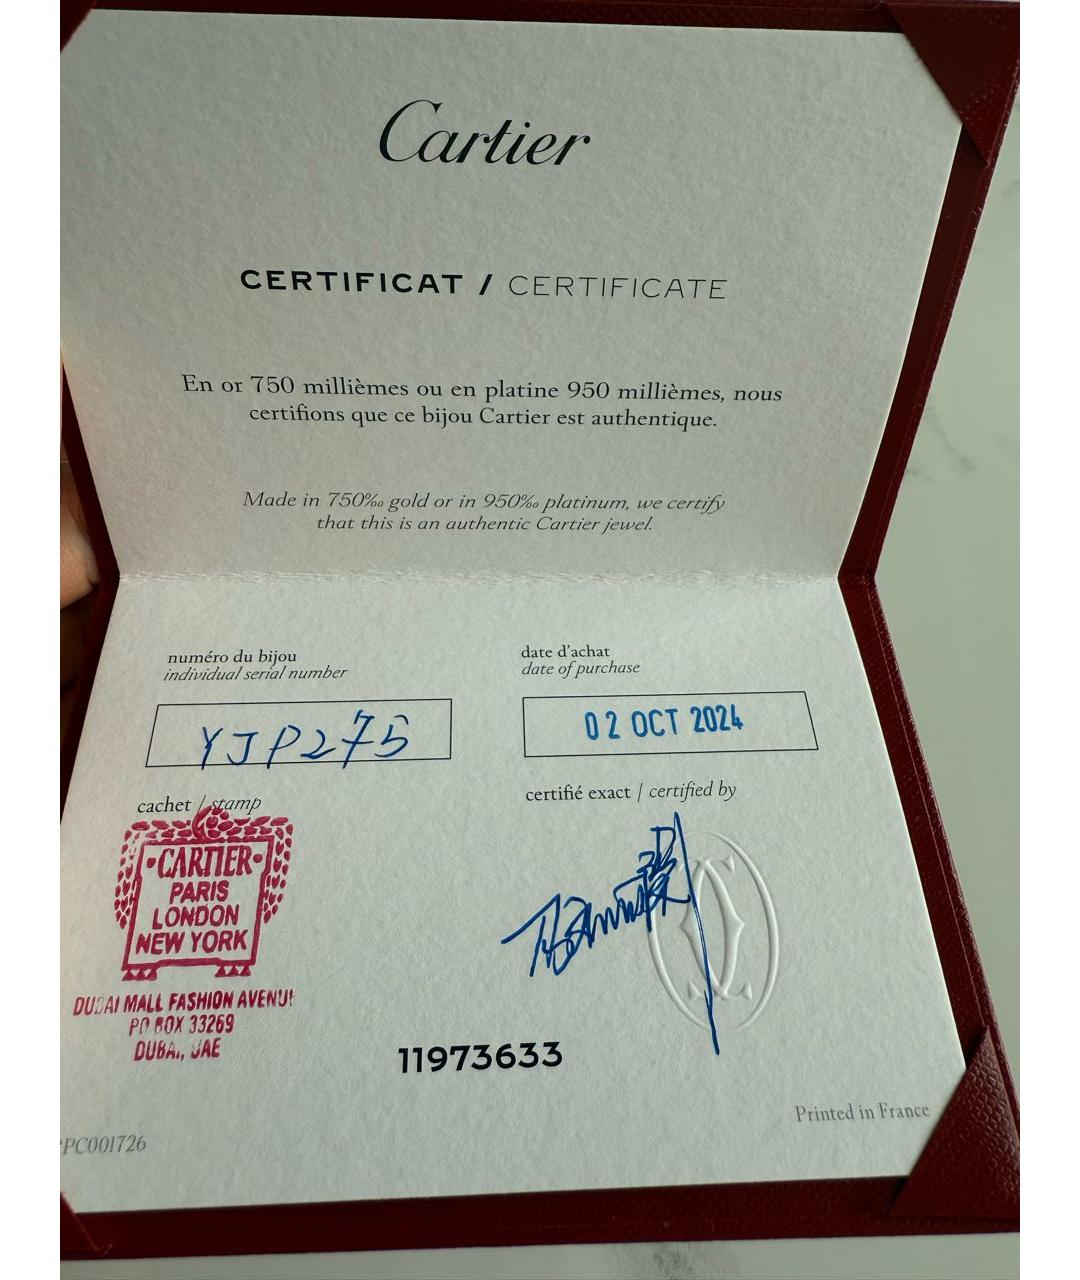 Cartier
CERTIFICAT / CERTIFICATE
En or 750 millièmes ou en platine 950 millièmes, nous
certifions que ce bijou Cartier est authentique.
Made in 750‰ gold or in 950‰ platinum, we certify
that this is an authentic Cartier jewel.
numéro du bijou
individual serial number
YJP275
date d'achat
date of purchase
02 OCT 2024
cachet / stamp
·CARTIER·
PARIS
LONDON
NEW YORK
DUBAI MALL FASHION AVENUE
PO BOX 33269
DUBAI, UAE
certifié exact / certified by
11973633
Printed in France
PC001726